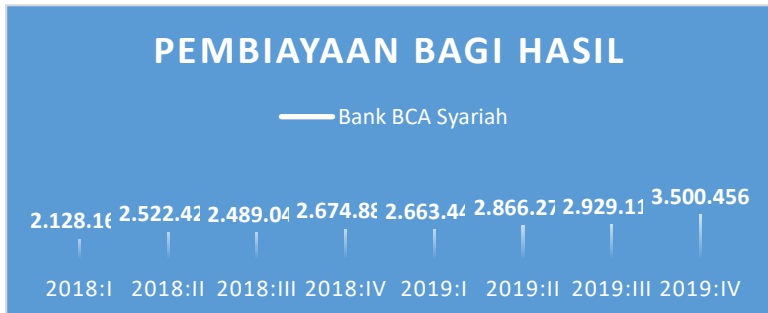 PEMBIAYAAN BAGI HASIL
Bank BCA Syariah
2.128.16 2.522.42 2.489.04 2.674.88 2.663.44 2.866.27 2.929.11 3.500.456
2018:I 2018:II 2018:III 2018:IV 2019:I 2019:II 2019:III 2019:IV